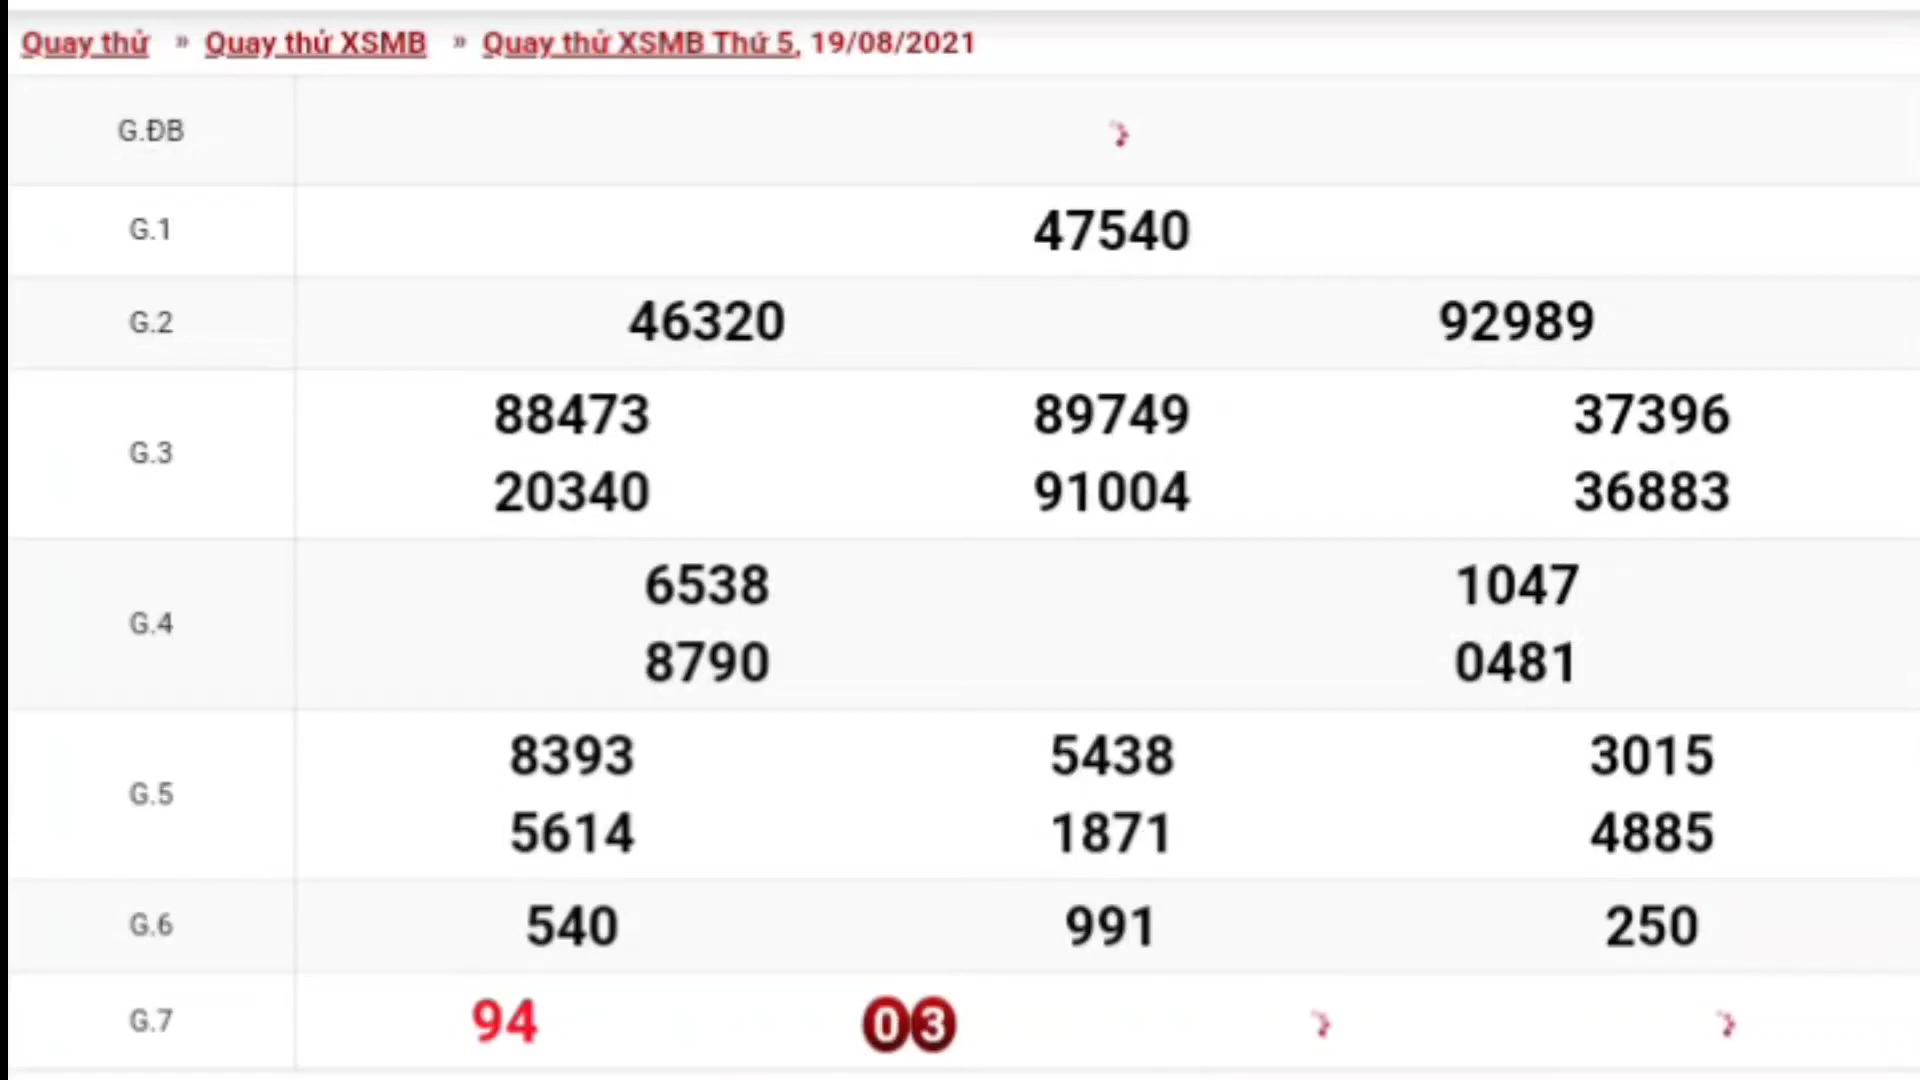 Quay thử » Quay thử XSMB » Quay thử XSMB Thứ 5, 19/08/2021
G.ĐB
G.1 47540
G.2 46320 92989
G.3 88473 89749 37396
20340 91004 36883
G.4 6538 1047
8790 0481
G.5 8393 5438 3015
5614 1871 4885
G.6 540 991 250
G.7 94 03